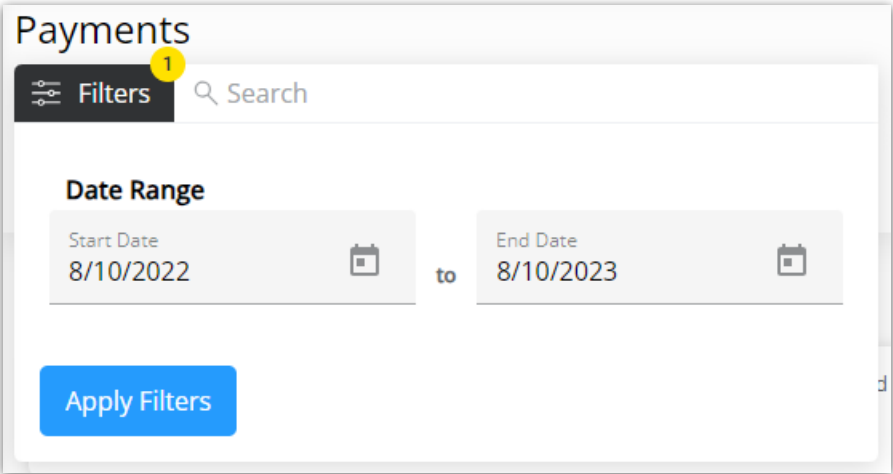 Payments
1
Filters
Search
Date Range
Start Date
8/10/2022
to
End Date
8/10/2023
Apply Filters
d